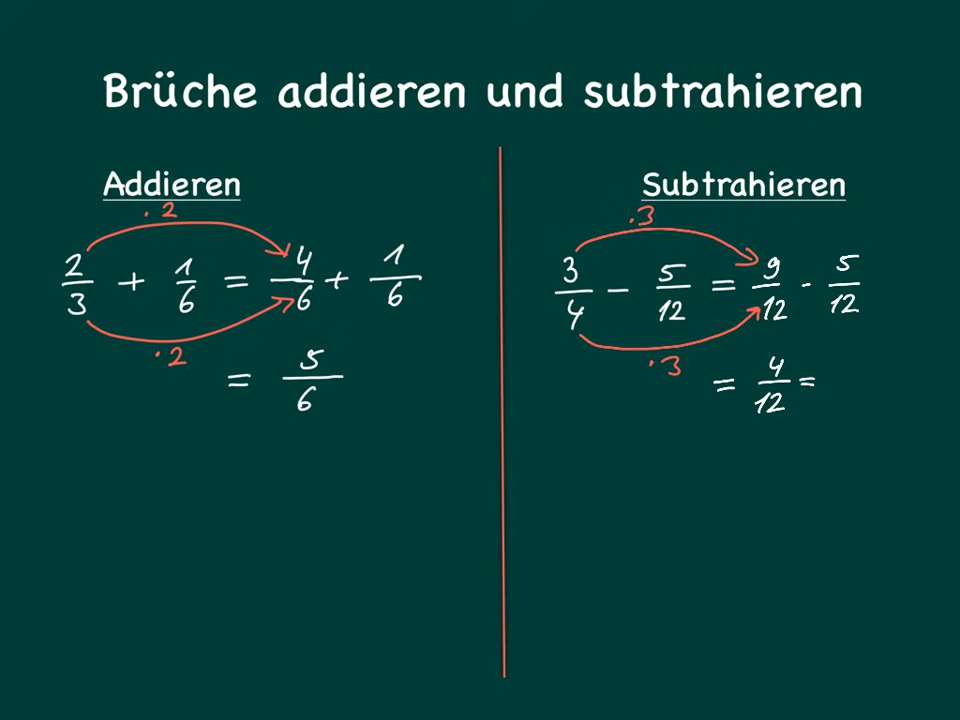 Brüche addieren und subtrahieren
Addieren
· 2
2/3 + 1/6 = 4/6 + 1/6
· 2
= 5/6
Subtrahieren
· 3
3/4 - 5/12 = 9/12 - 5/12
· 3
= 4/12 =